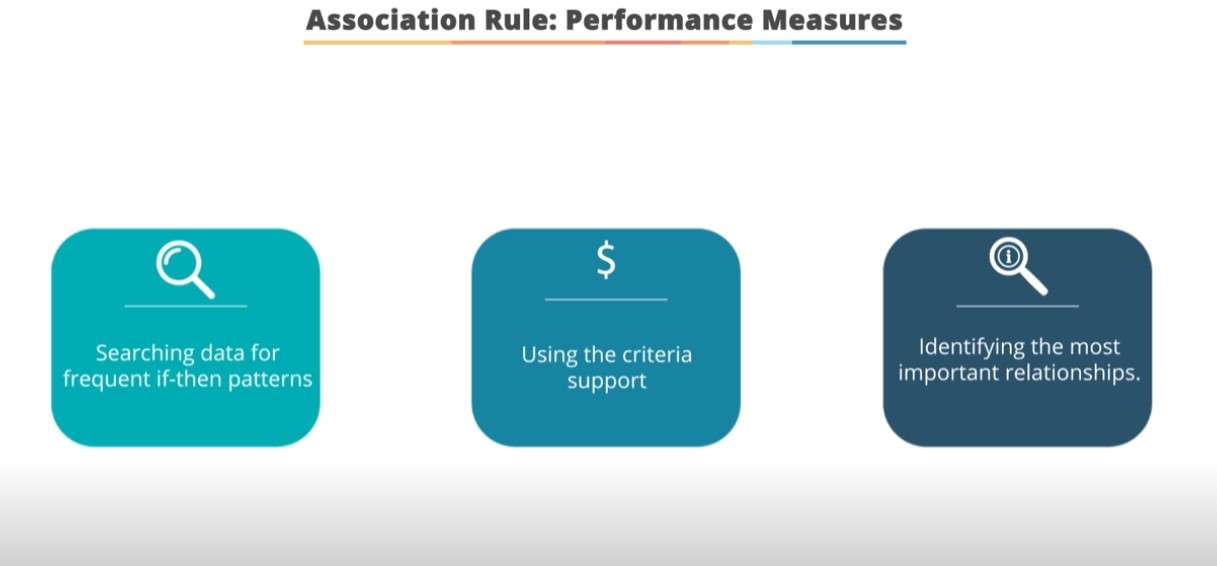 Association Rule: Performance Measures
$
Searching data for
frequent if-then patterns
Using the criteria
support
i
Identifying the most
important relationships.